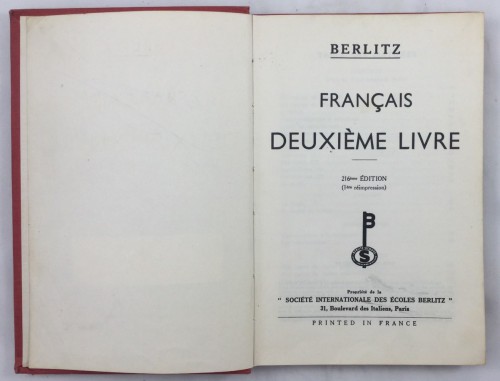 BERLITZ
FRANÇAIS
DEUXIÈME LIVRE
216ème ÉDITION
(1ère réimpression)
B
S
Propriété de la
" SOCIÉTÉ INTERNATIONALE DES ÉCOLES BERLITZ "
31, Boulevard des Italiens, Paris
PRINTED IN FRANCE